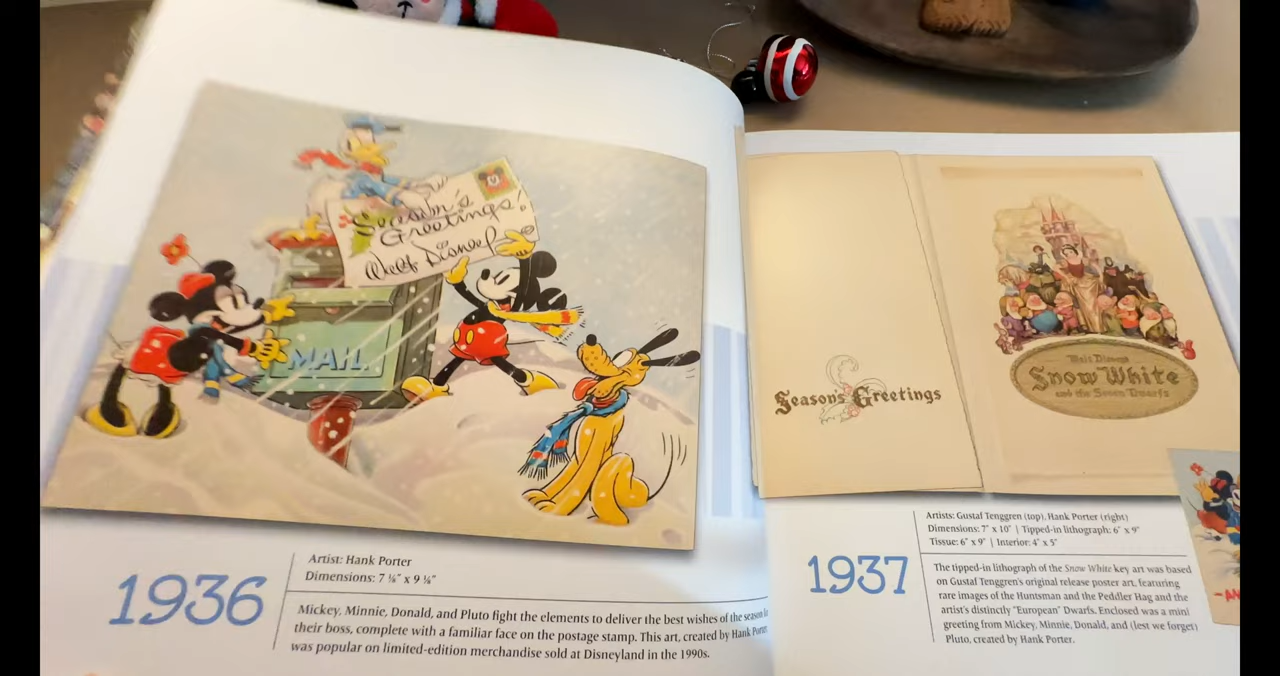 Season's
Greetings!
Walt Disney
MAIL
1936
Artist: Hank Porter
Dimensions: 7 ⅛" x 9 ⅛"
Mickey, Minnie, Donald, and Pluto fight the elements to deliver the best wishes of the season
their boss, complete with a familiar face on the postage stamp. This art, created by Hank Porter
was popular on limited-edition merchandise sold at Disneyland in the 1990s.
Season's Greetings
Walt Disney's
Snow White
and the Seven Dwarfs
1937
Artists: Gustaf Tenggren (top), Hank Porter (right)
Dimensions: 7" x 10" | Tipped-in lithograph: 6" x 9"
Tissue: 6" x 9" | Interior: 4" x 5"
The tipped-in lithograph of the Snow White key art was based
on Gustaf Tenggren's original release poster art, featuring
rare images of the Huntsman and the Peddler Hag and the
artist's distinctly "European" Dwarfs. Enclosed was a mini
greeting from Mickey, Minnie, Donald, and (lest we forget)
Pluto, created by Hank Porter.